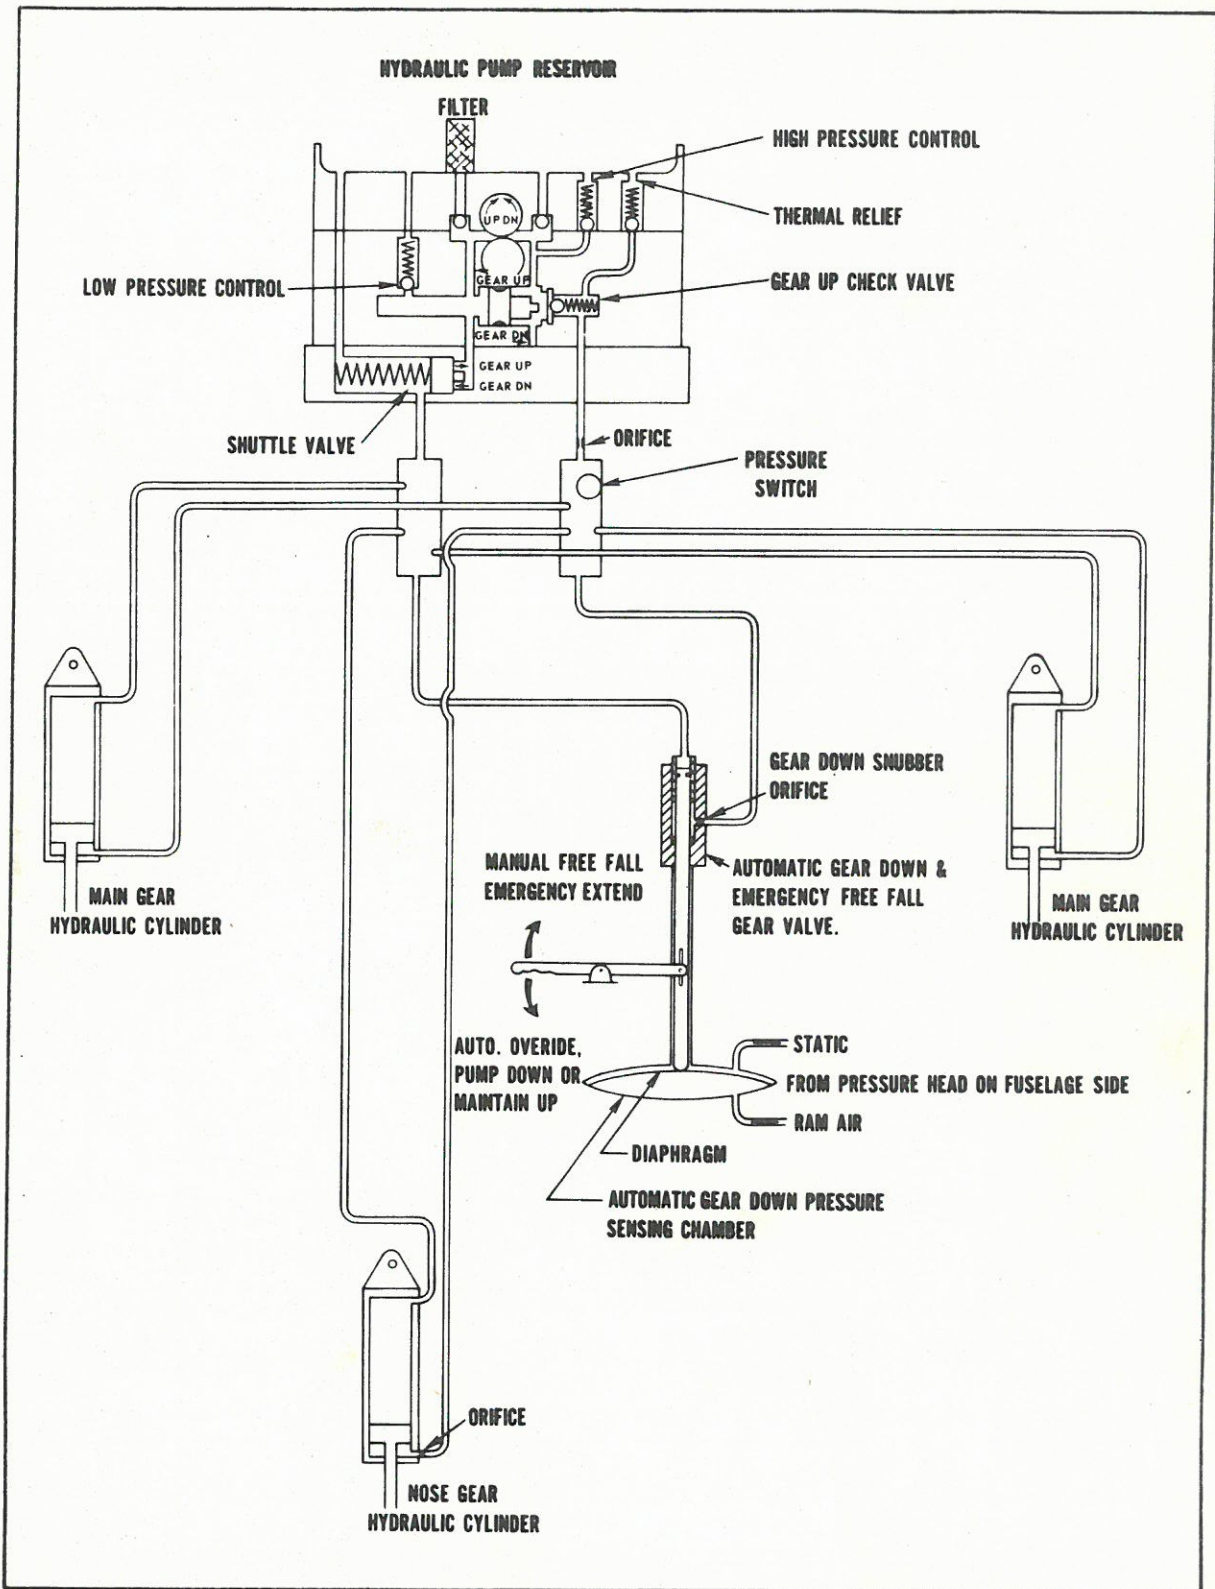 HYDRAULIC PUMP RESERVOIR
FILTER
HIGH PRESSURE CONTROL
THERMAL RELIEF
UP DN
LOW PRESSURE CONTROL
GEAR UP
GEAR UP CHECK VALVE
GEAR DN
GEAR UP
GEAR DN
SHUTTLE VALVE
ORIFICE
PRESSURE
SWITCH
GEAR DOWN SNUBBER
ORIFICE
MANUAL FREE FALL
EMERGENCY EXTEND
AUTOMATIC GEAR DOWN &
EMERGENCY FREE FALL
GEAR VALVE.
MAIN GEAR
HYDRAULIC CYLINDER
MAIN GEAR
HYDRAULIC CYLINDER
AUTO. OVERIDE,
PUMP DOWN OR
MAINTAIN UP
STATIC
FROM PRESSURE HEAD ON FUSELAGE SIDE
RAM AIR
DIAPHRAGM
AUTOMATIC GEAR DOWN PRESSURE
SENSING CHAMBER
ORIFICE
NOSE GEAR
HYDRAULIC CYLINDER